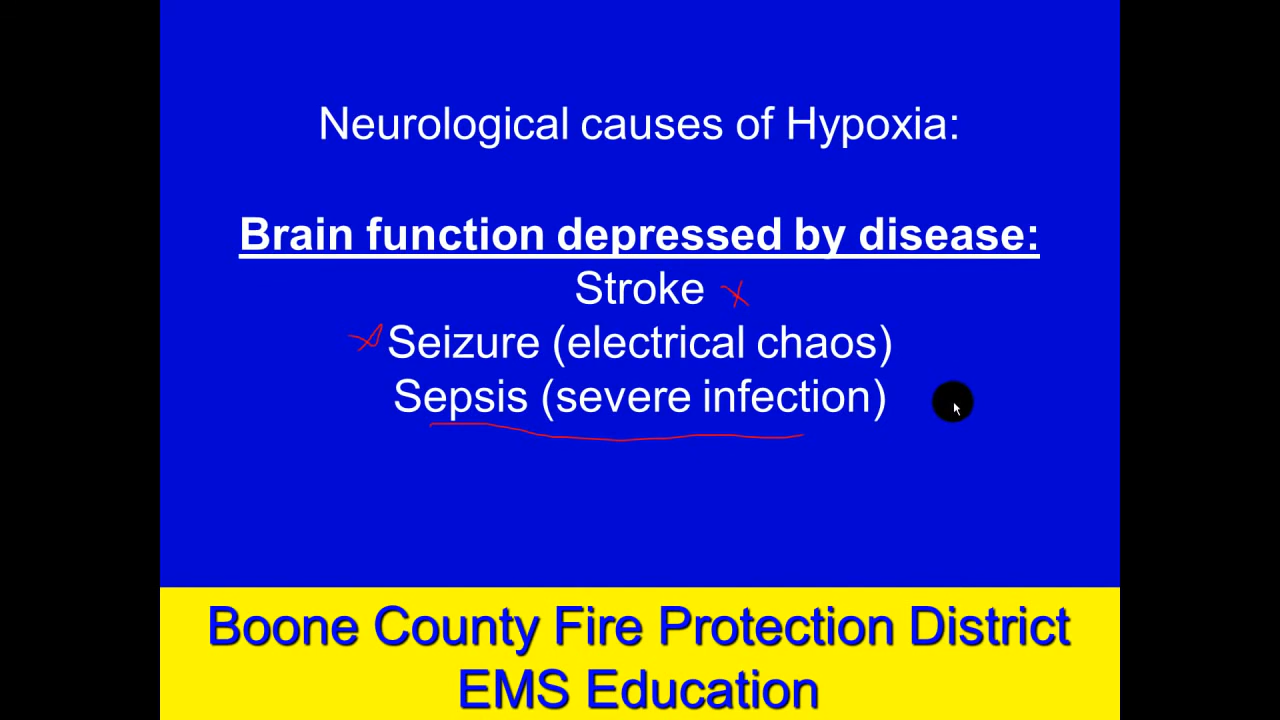 Neurological causes of Hypoxia:
Brain function depressed by disease:
Stroke
Seizure (electrical chaos)
Sepsis (severe infection)
Boone County Fire Protection District
EMS Education